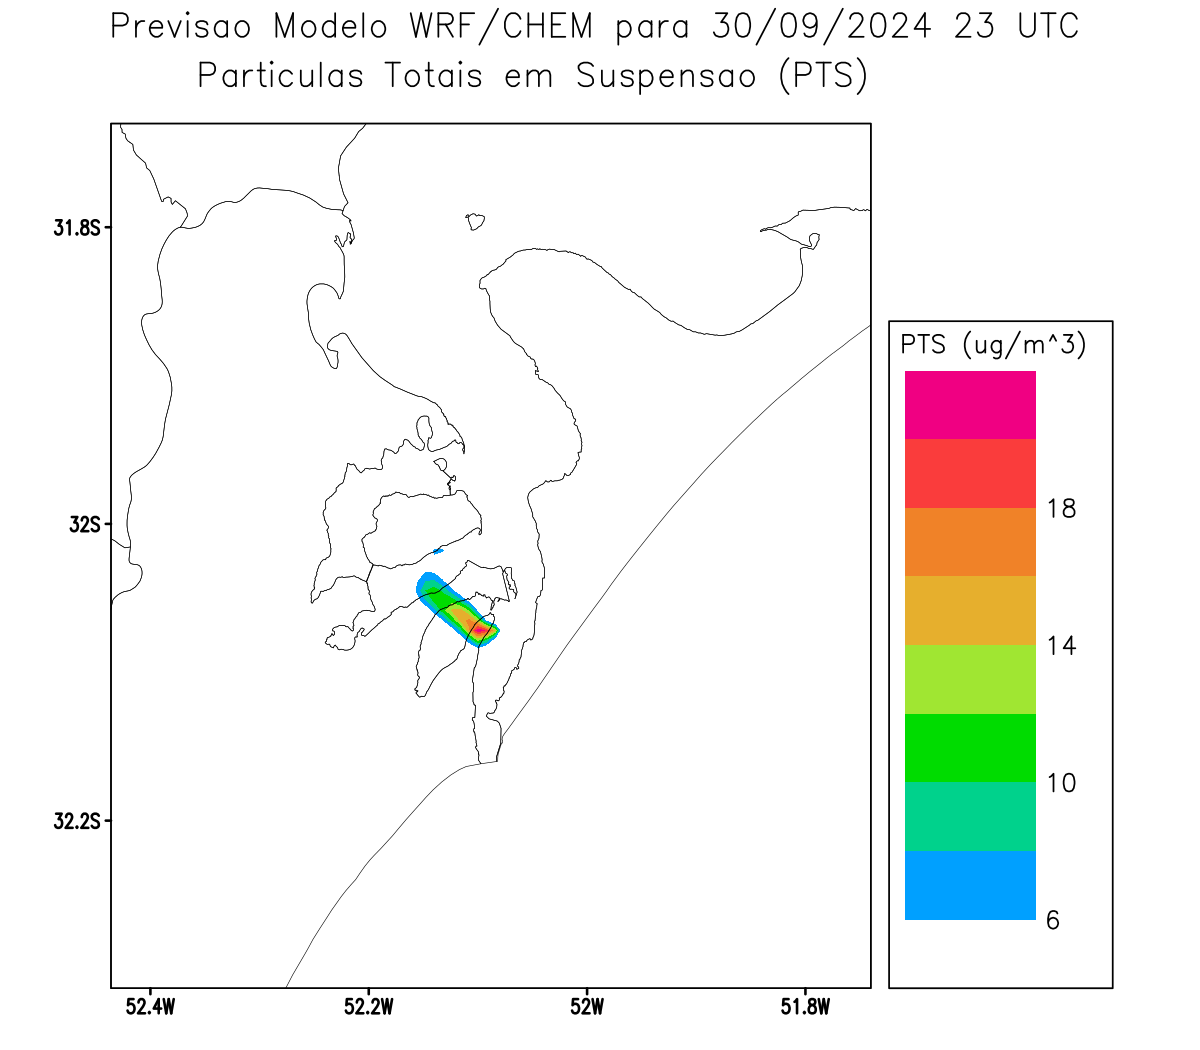 Previsao Modelo WRF/CHEM para 30/09/2024 23 UTC
Particulas Totais em Suspensao (PTS)
31.8S
32S
32.2S
52.4W
52.2W
52W
51.8W
PTS (ug/m^3)
18
14
10
6